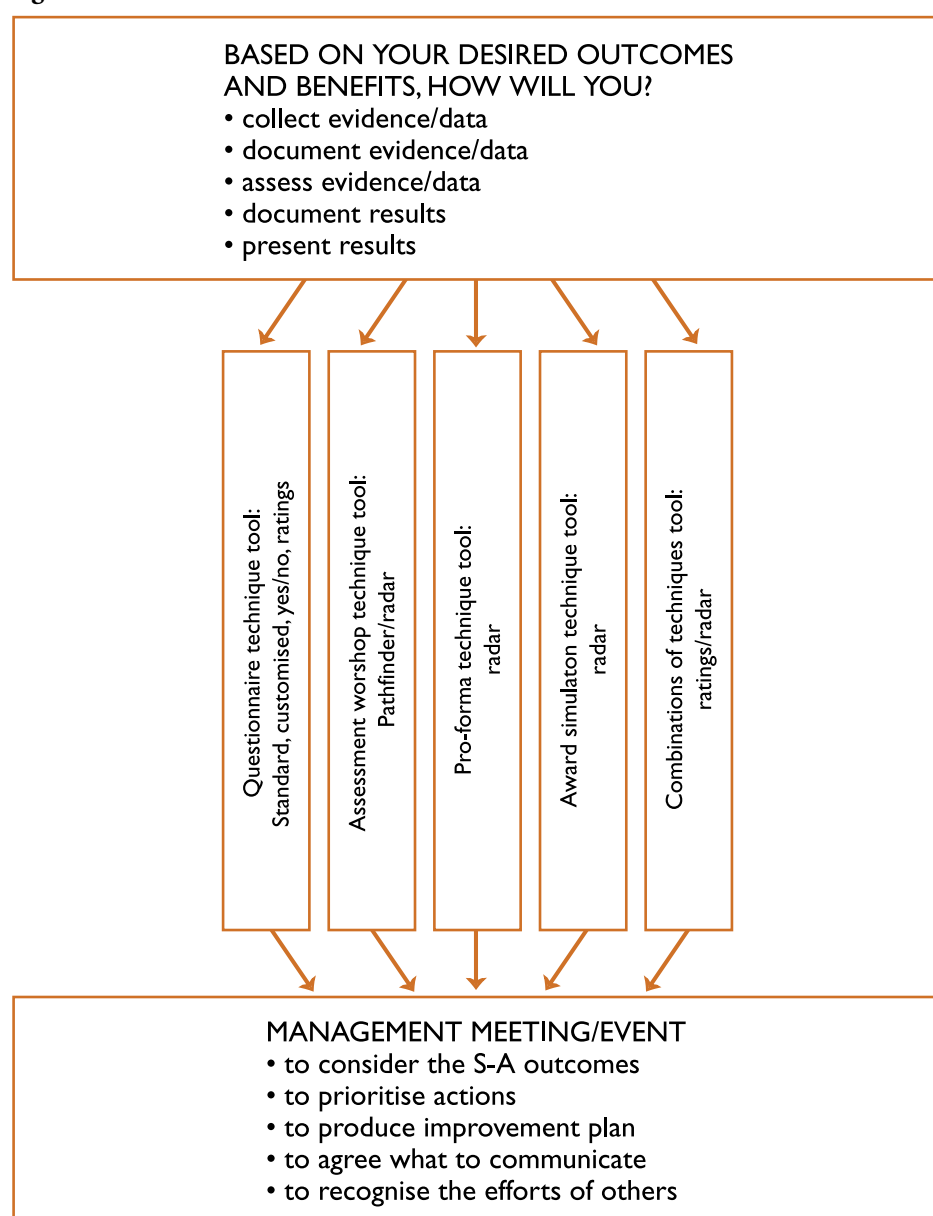 BASED ON YOUR DESIRED OUTCOMES
AND BENEFITS, HOW WILL YOU?
• collect evidence/data
• document evidence/data
• assess evidence/data
• document results
• present results
Questionnaire technique tool:
Standard, customised, yes/no, ratings
Assessment worshop technique tool:
Pathfinder/radar
Pro-forma technique tool:
radar
Award simulaton technique tool:
radar
Combinations of techniques tool:
ratings/radar
MANAGEMENT MEETING/EVENT
• to consider the S-A outcomes
• to prioritise actions
• to produce improvement plan
• to agree what to communicate
• to recognise the efforts of others